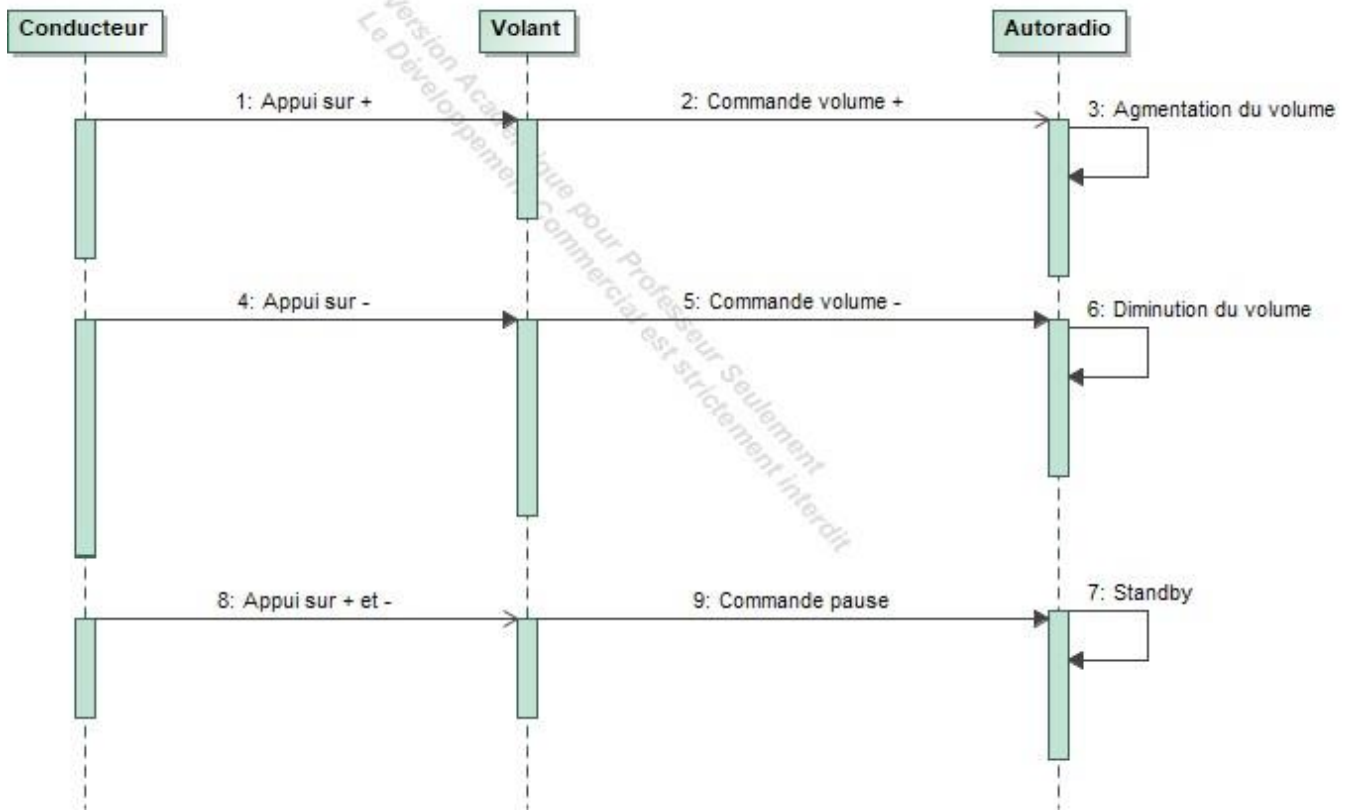 Conducteur
Volant
Autoradio
Version Académique pour Professeur Seulement
Le Développement Commercial est strictement interdit
1: Appui sur +
2: Commande volume +
3: Agmentation du volume
4: Appui sur -
5: Commande volume -
6: Diminution du volume
8: Appui sur + et -
9: Commande pause
7: Standby